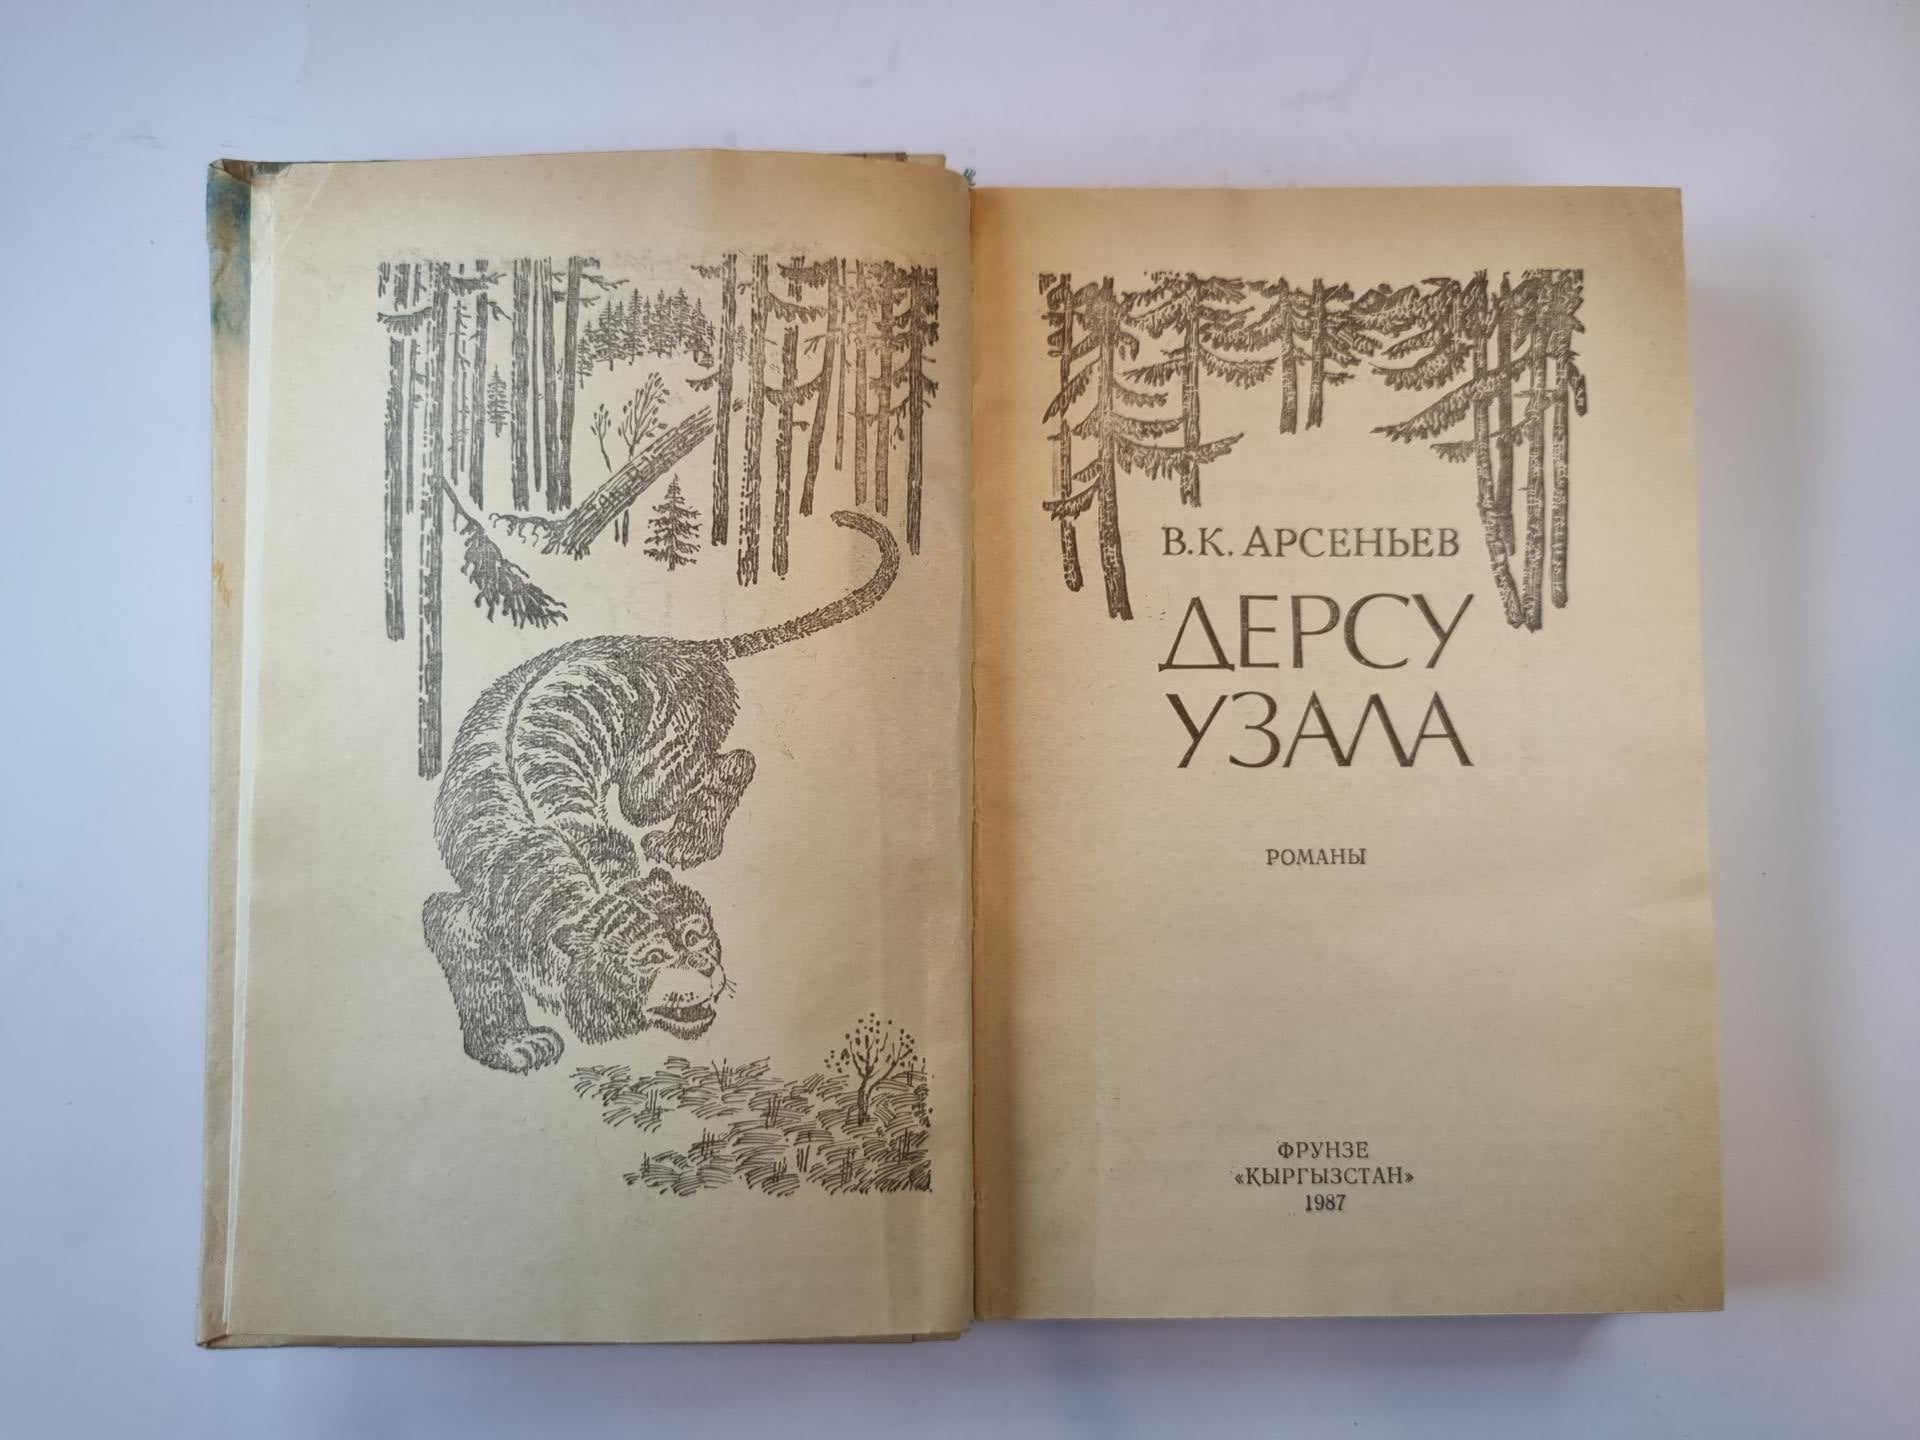 В.К. АРСЕНЬЕВ
ДЕРСУ
УЗАЛА
РОМАНЫ
ФРУНЗЕ
«КЫРГЫЗСТАН»
1987